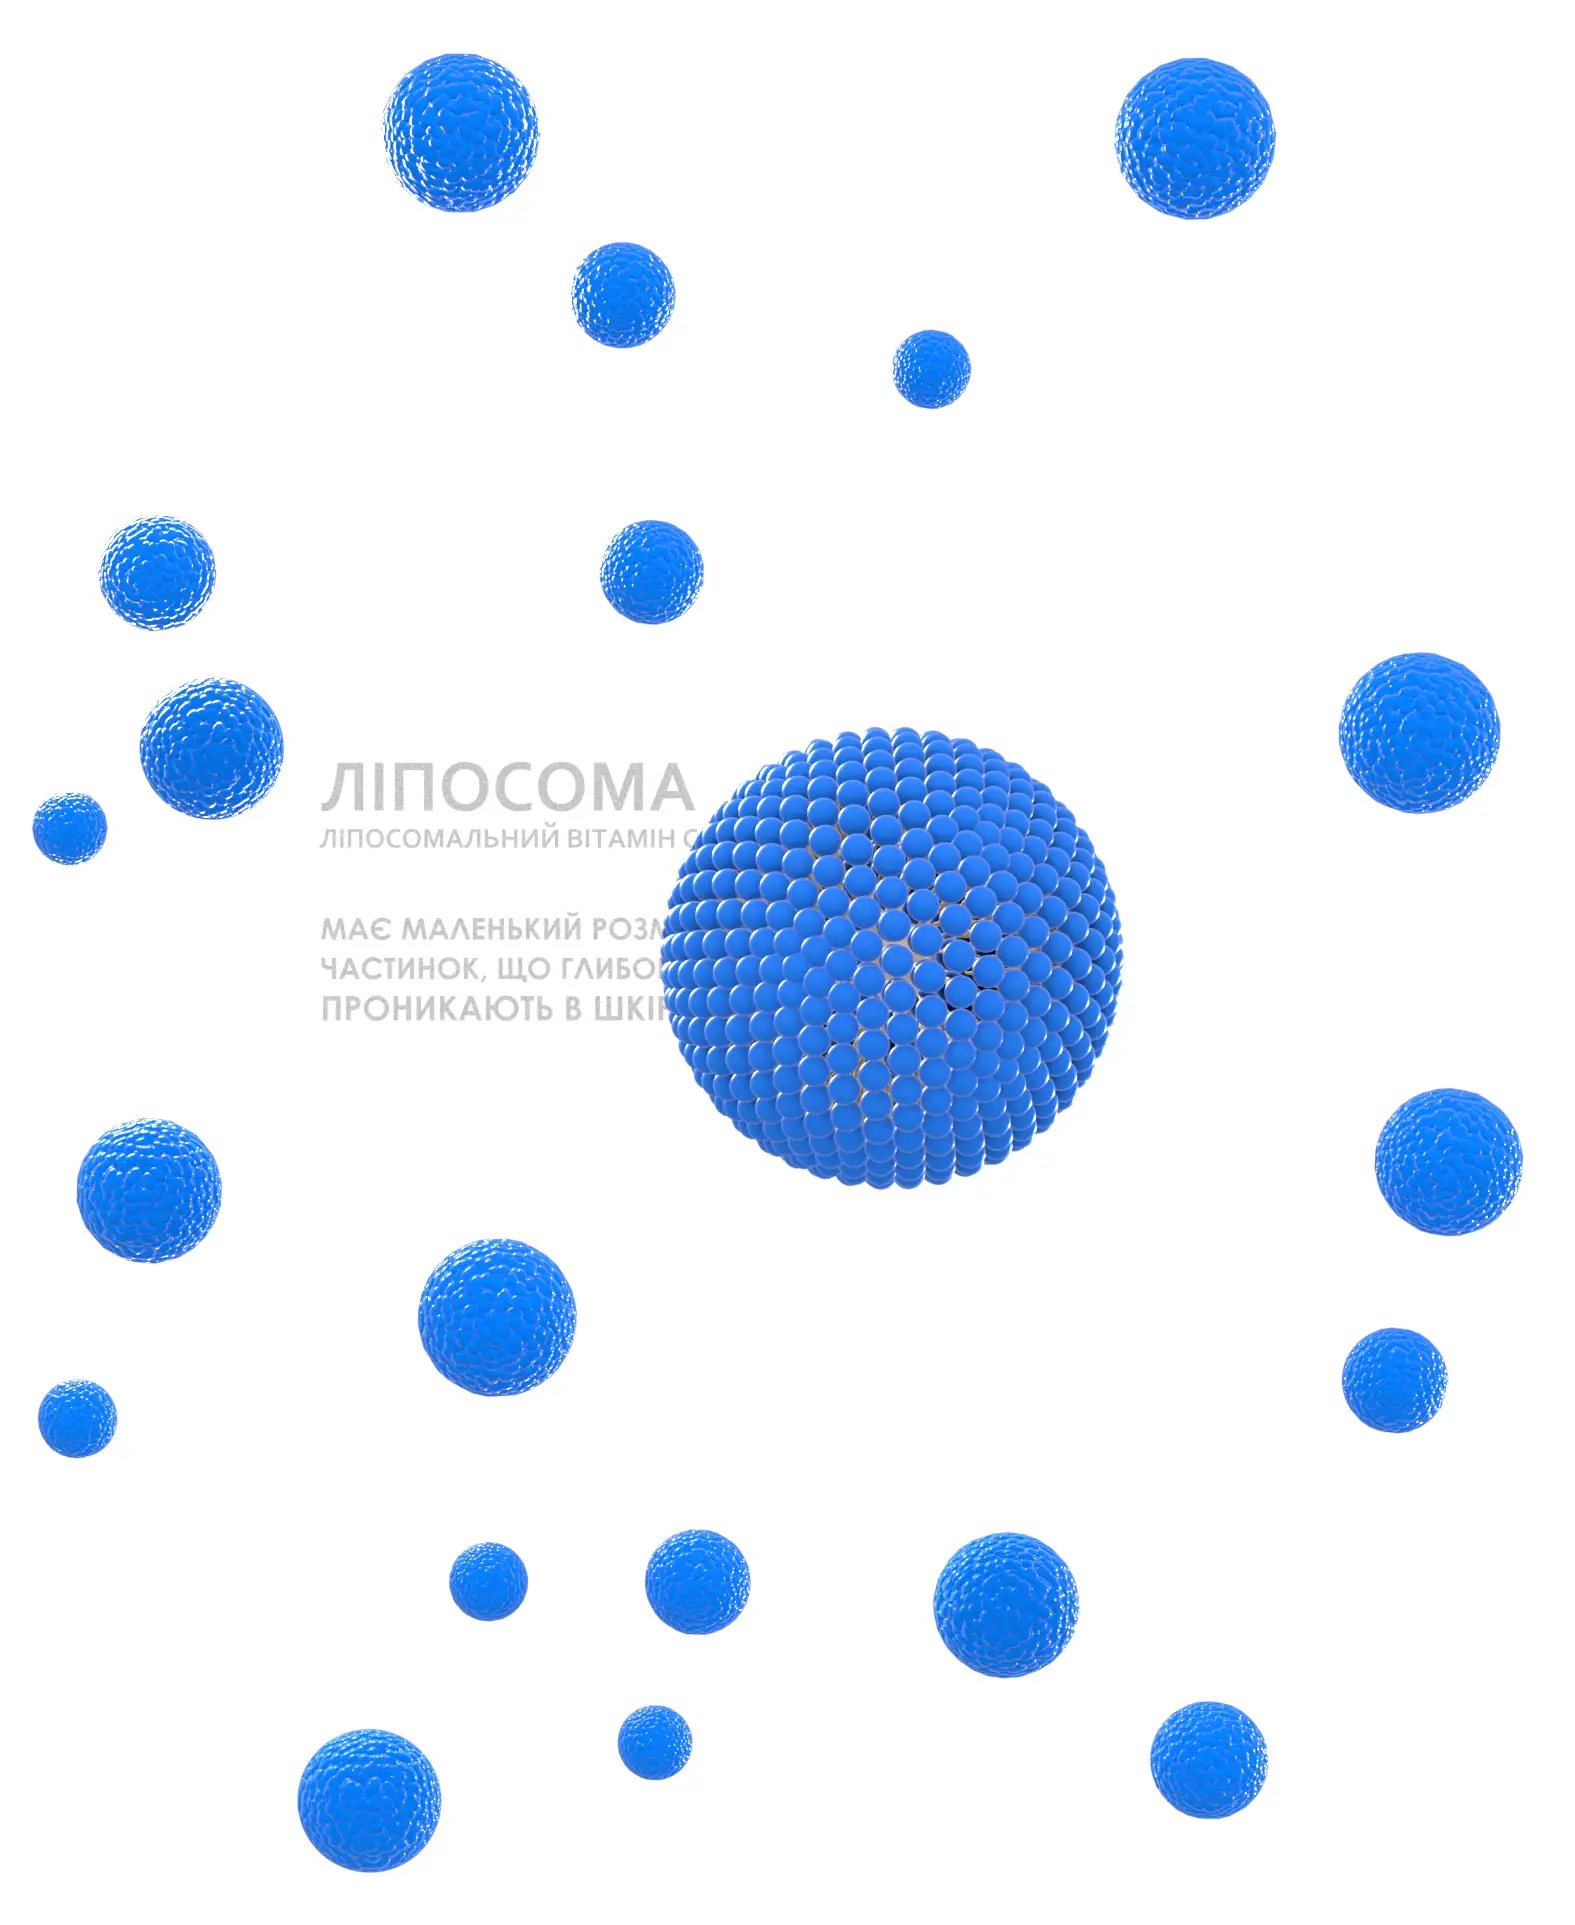 ЛІПОСОМА
ЛІПОСОМАЛЬНИЙ ВІТАМІН С
МАЄ МАЛЕНЬКИЙ
ЧАСТИНОК, ЩО
ПРОНИКАЮТЬ В